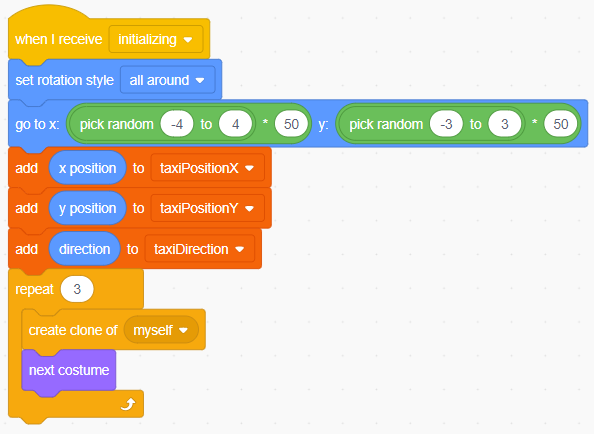 when I receive initializing
set rotation style all around
go to x: pick random -4 to 4 * 50 y: pick random -3 to 3 * 50
add x position to taxiPositionX
add y position to taxiPositionY
add direction to taxiDirection
repeat 3
create clone of myself
next costume